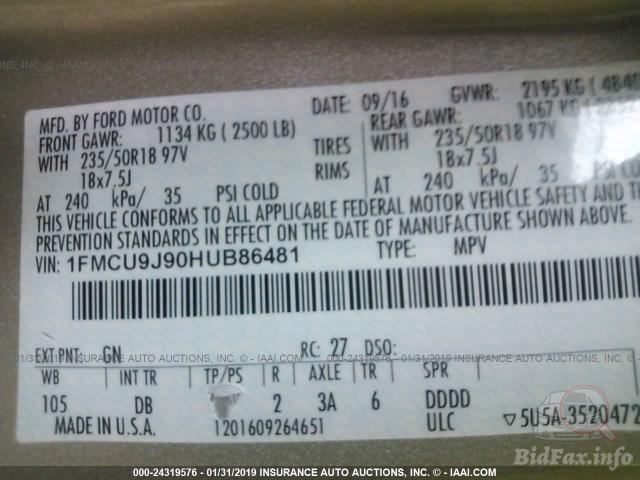 MFD. BY FORD MOTOR CO.
DATE: 09/16 GVWR: 2195 KG
FRONT GAWR: 1134 KG ( 2500 LB)
REAR GAWR: 1067 KG
WITH 235/50R18 97V TIRES WITH 235/50R18 97V
18x7.5J RIMS 18x7.5J
AT 240 kPa/ 35 PSI COLD AT 240 kPa/ 35
THIS VEHICLE CONFORMS TO ALL APPLICABLE FEDERAL MOTOR VEHICLE SAFETY AND
PREVENTION STANDARDS IN EFFECT ON THE DATE OF MANUFACTURE SHOWN ABOVE.
VIN: 1FMCU9J90HUB86481 TYPE: MPV
EXT PNT: GN RC: 27 DSO:
WB INT TR TP/PS R AXLE TR SPR
105 DB 2 3A 6 DDDD
MADE IN U.S.A. 1201609264651 ULC ▽5U5A-3520472
BidFax.info
000-24319576 - 01/31/2019 INSURANCE AUTO AUCTIONS, INC. - IAAI.COM